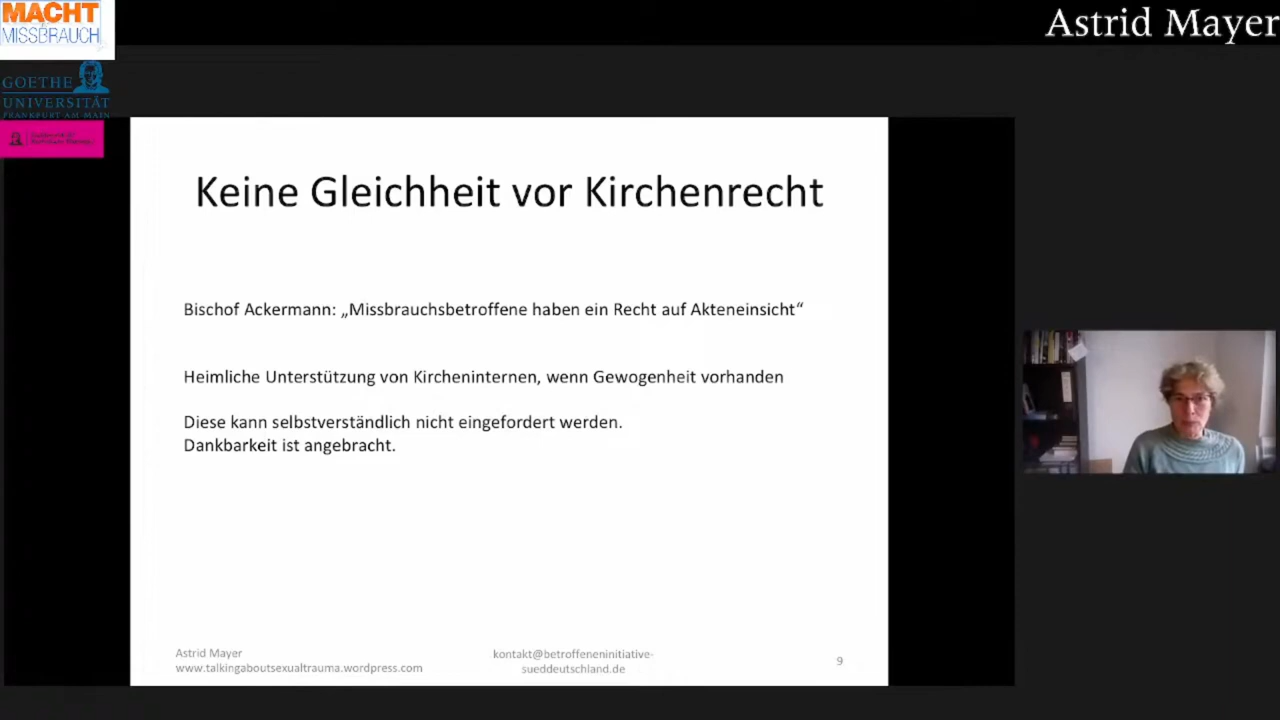 MACHT
MISSBRAUCH
Astrid Mayer
GOETHE
UNIVERSITÄT
FRANKFURT AM MAIN
Keine Gleichheit vor Kirchenrecht
Bischof Ackermann: „Missbrauchsbetroffene haben ein Recht auf Akteneinsicht“
Heimliche Unterstützung von Kircheninternen, wenn Gewogenheit vorhanden
Diese kann selbstverständlich nicht eingefordert werden.
Dankbarkeit ist angebracht.
Astrid Mayer
www.talkingaboutsexualtrauma.wordpress.com
kontakt@betroffeneninitiative-
sueddeutschland.de
9